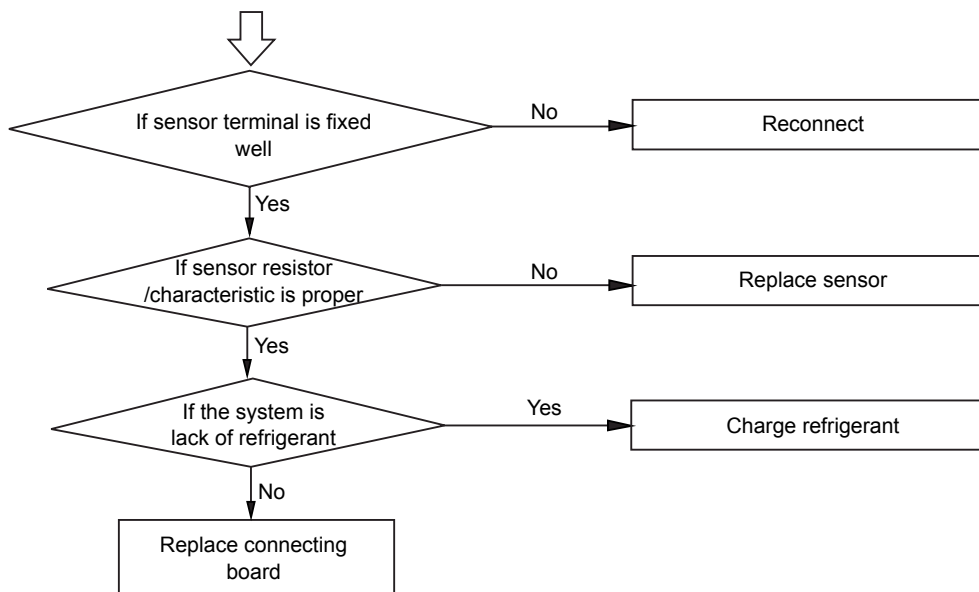 If sensor terminal is fixed
well
No
Reconnect
Yes
If sensor resistor
/characteristic is proper
No
Replace sensor
Yes
If the system is
lack of refrigerant
Yes
Charge refrigerant
No
Replace connecting
board